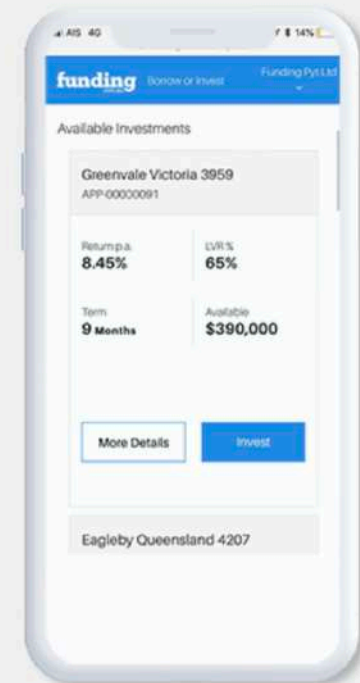 AIS 4G 14%
funding Borrow or Invest Funding Pyt Ltd
Available Investments
Greenvale Victoria 3959
APP-00000091
Return p.a. LVR %
8.45% 65%
Term Available
9 Months $390,000
More Details Invest
Eagleby Queensland 4207